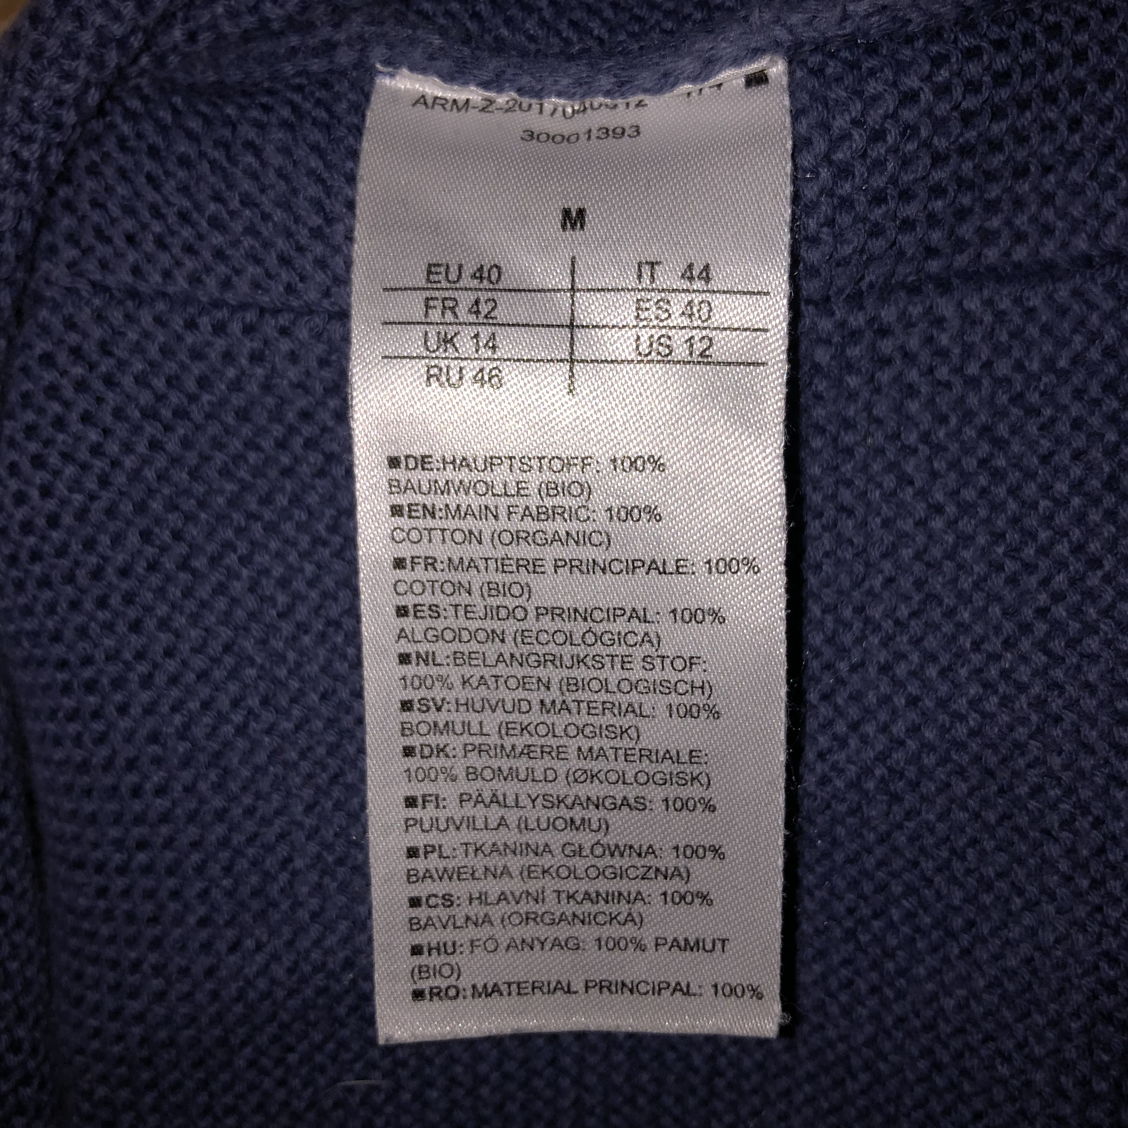 30001393
M
EU 40 IT 44
FR 42 ES 40
UK 14 US 12
RU 46
DE:HAUPTSTOFF: 100%
BAUMWOLLE (BIO)
EN:MAIN FABRIC: 100%
COTTON (ORGANIC)
FR:MATIÈRE PRINCIPALE: 100%
COTON (BIO)
ES:TEJIDO PRINCIPAL: 100%
ALGODON (ECOLÓGICA)
NL:BELANGRIJKSTE STOF:
100% KATOEN (BIOLOGISCH)
SV:HUVUD MATERIAL: 100%
BOMULL (EKOLOGISK)
DK: PRIMÆRE MATERIALE:
100% BOMULD (ØKOLOGISK)
FI: PÄÄLLYSKANGAS: 100%
PUUVILLA (LUOMU)
PL:TKANINA GŁÓWNA: 100%
BAWEŁNA (EKOLOGICZNA)
CS: HLAVNÍ TKANINA: 100%
BAVLNA (ORGANICKÁ)
HU: FŐ ANYAG: 100% PAMUT
(BIO)
RO:MATERIAL PRINCIPAL: 100%